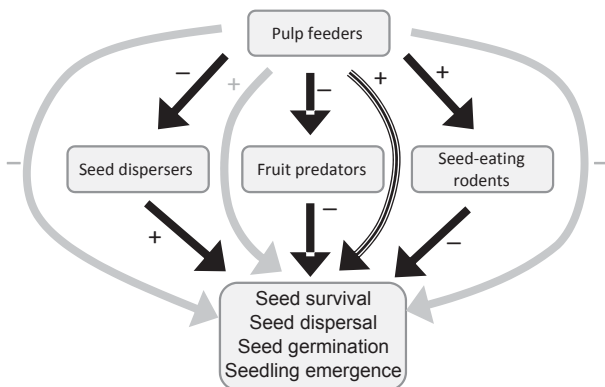 Pulp feeders
–
+
–
+
+
–
–
Seed dispersers
Fruit predators
Seed-eating
rodents
+
–
–
Seed survival
Seed dispersal
Seed germination
Seedling emergence